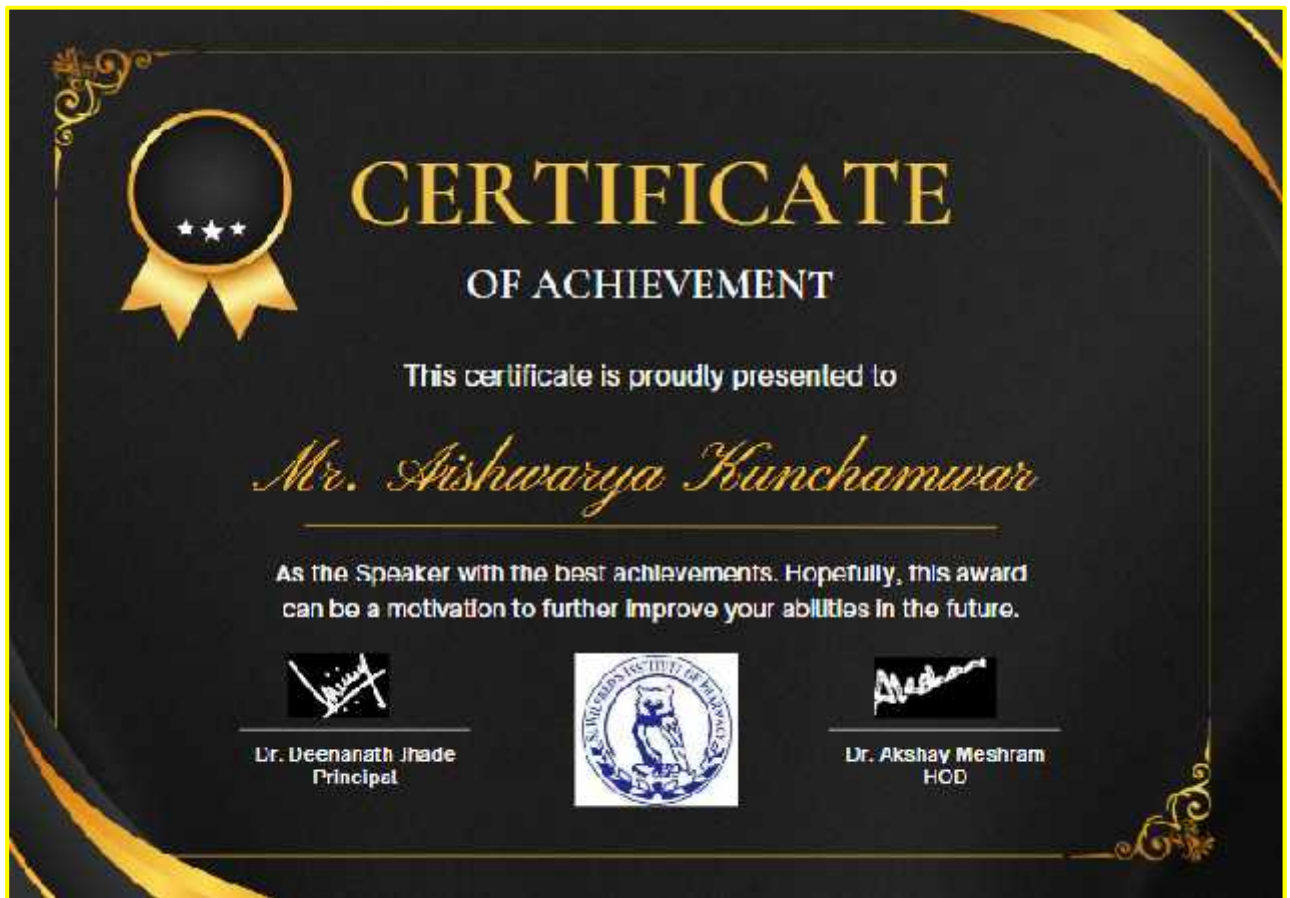 CERTIFICATE
OF ACHIEVEMENT
This certificate is proudly presented to
Mr. Aishwarya Kunchamwar
As the Speaker with the best achievements. Hopefully, this award
can be a motivation to further improve your abilities in the future.
Dr. Deenanath Jhade
Principal
OF PHARMACY
Dr. Akshay Meshram
HOD